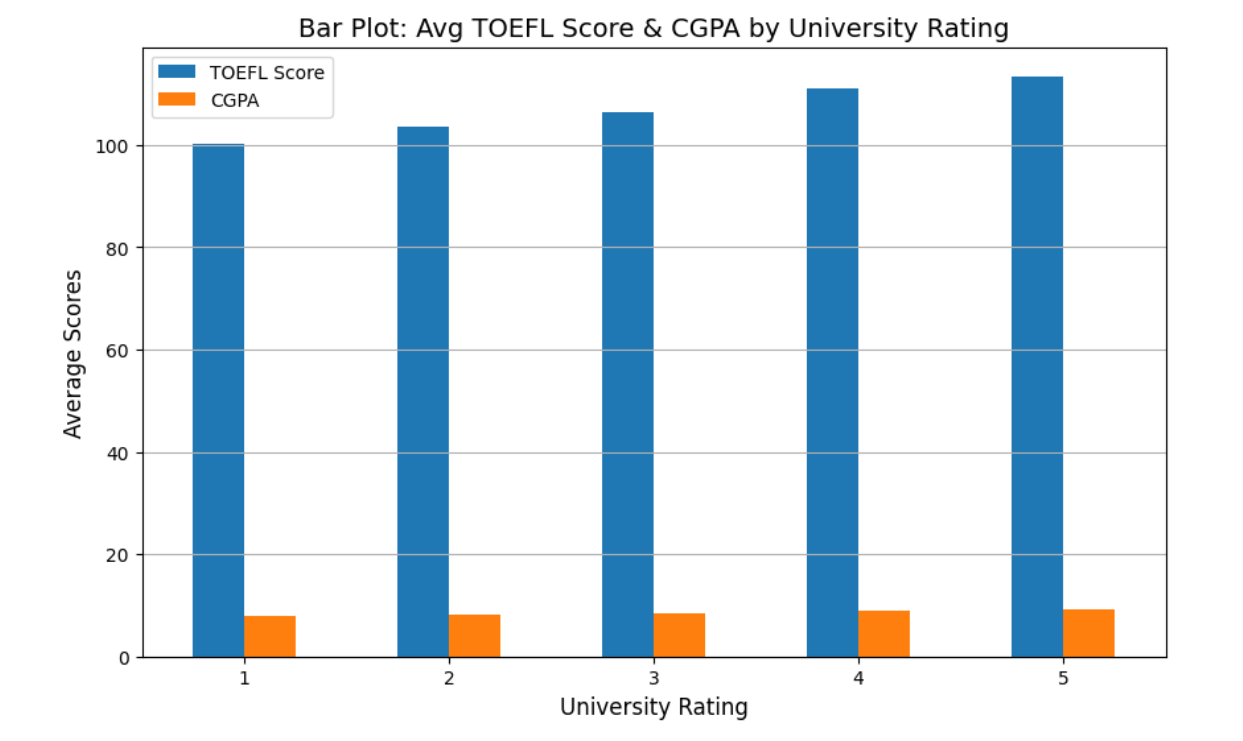 Bar Plot: Avg TOEFL Score & CGPA by University Rating
TOEFL Score
CGPA
100
80
60
40
20
0
Average Scores
1 2 3 4 5
University Rating